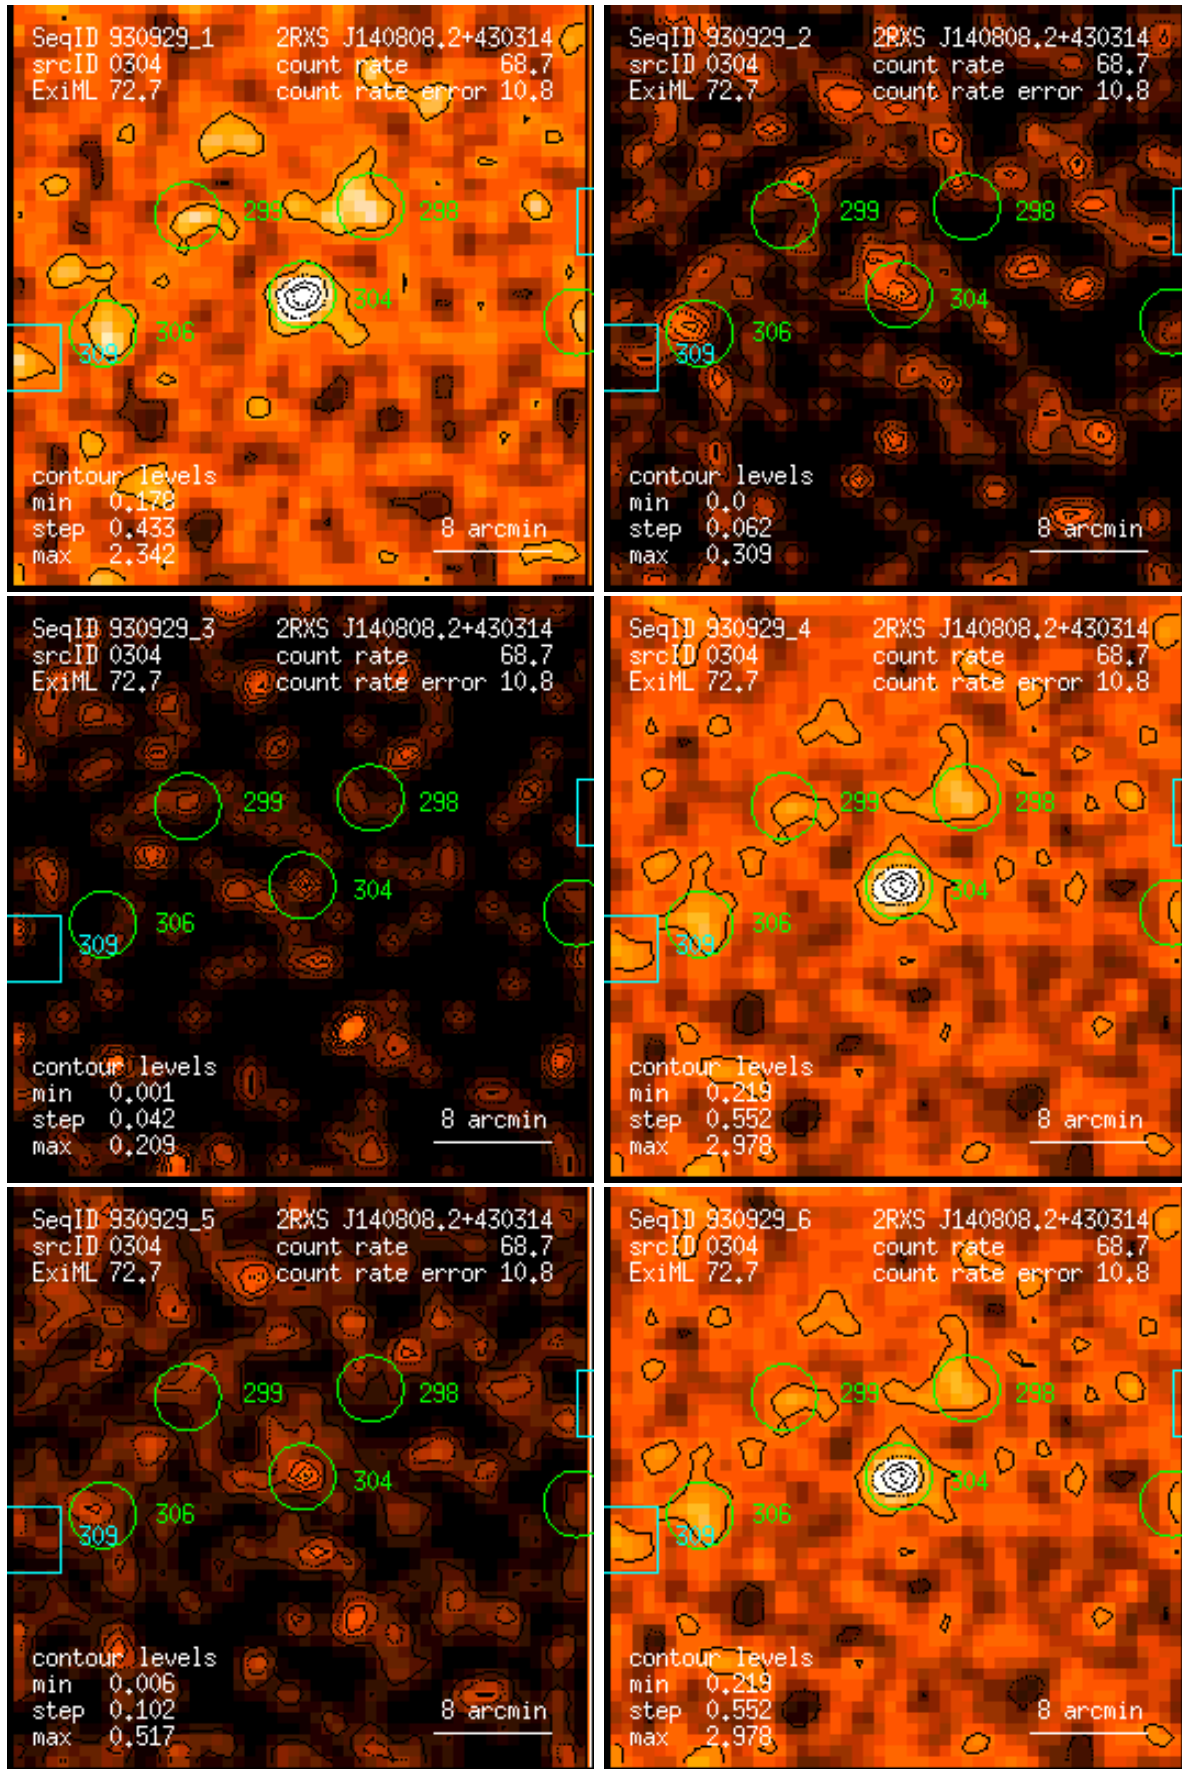 SeqID 930929_1 2RXS J140808.2+430314
srcID 0304 count rate 68.7
ExiML 72.7 count rate error 10.8
299 298
304
306
309
contour levels
min 0.178
step 0.433 8 arcmin
max 2.342
SeqID 930929_2 2RXS J140808.2+430314
srcID 0304 count rate 68.7
ExiML 72.7 count rate error 10.8
299 298
304
306
309
contour levels
min 0.0
step 0.062 8 arcmin
max 0.309
SeqID 930929_3 2RXS J140808.2+430314
srcID 0304 count rate 68.7
ExiML 72.7 count rate error 10.8
299 298
304
306
309
contour levels
min 0.001
step 0.042 8 arcmin
max 0.209
SeqID 930929_4 2RXS J140808.2+430314
srcID 0304 count rate 68.7
ExiML 72.7 count rate error 10.8
299 298
304
306
309
contour levels
min 0.219
step 0.552 8 arcmin
max 2.978
SeqID 930929_5 2RXS J140808.2+430314
srcID 0304 count rate 68.7
ExiML 72.7 count rate error 10.8
299 298
304
306
309
contour levels
min 0.006
step 0.102 8 arcmin
max 0.517
SeqID 930929_6 2RXS J140808.2+430314
srcID 0304 count rate 68.7
ExiML 72.7 count rate error 10.8
299 298
304
306
309
contour levels
min 0.219
step 0.552 8 arcmin
max 2.978